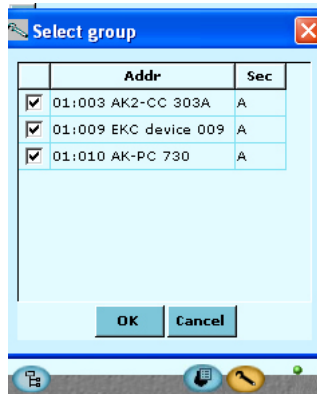 Select group
Addr Sec
01:003 AK2-CC 303A A
01:009 EKC device 009 A
01:010 AK-PC 730 A
OK Cancel